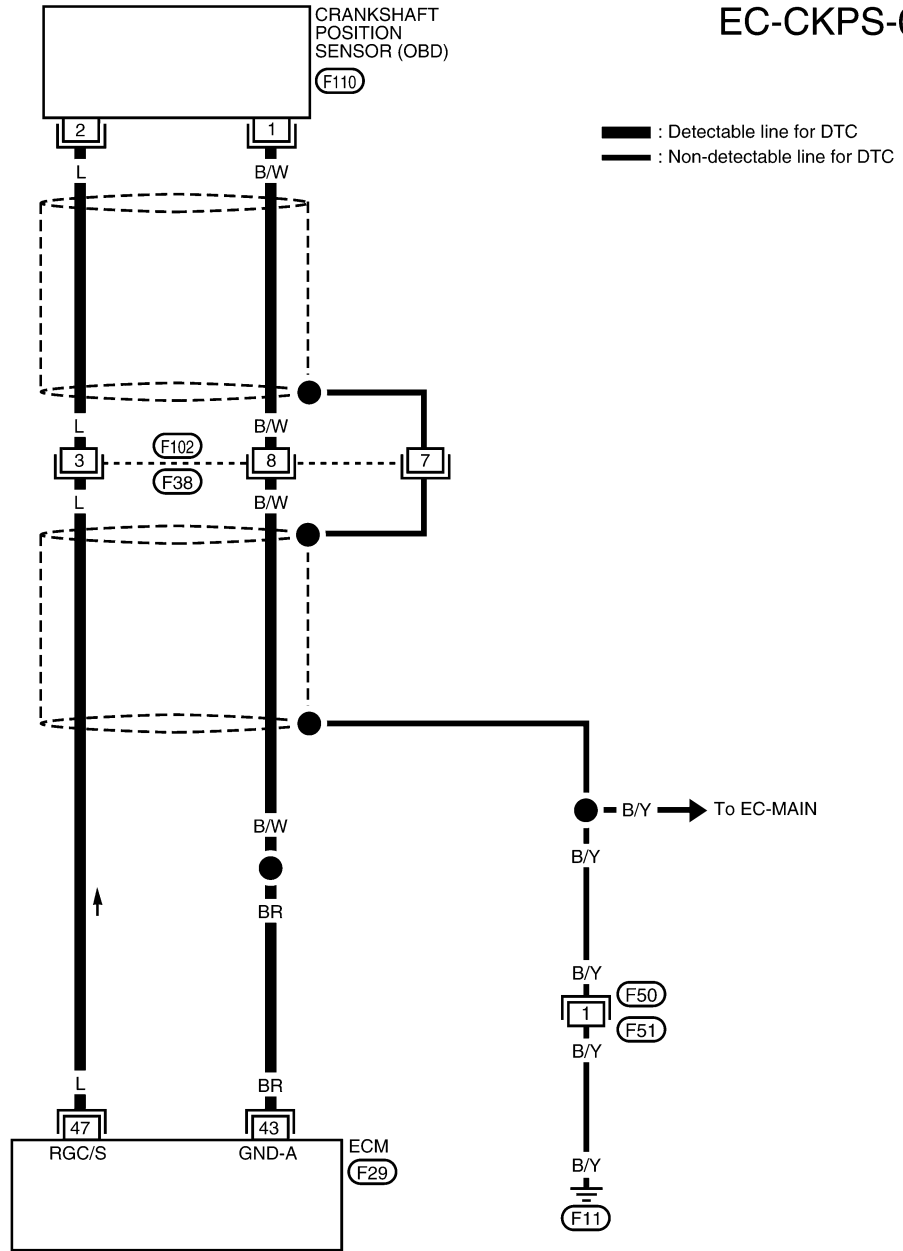 EC-CKPS-
CRANKSHAFT
POSITION
SENSOR (OBD)
F110
: Detectable line for DTC
: Non-detectable line for DTC
2
1
L
B/W
L
B/W
3
F102
8
7
F38
L
B/W
B/W
B/Y
To EC-MAIN
B/Y
BR
B/Y
F50
1
F51
B/Y
L
BR
47
43
RGC/S
GND-A
ECM
F29
B/Y
F11